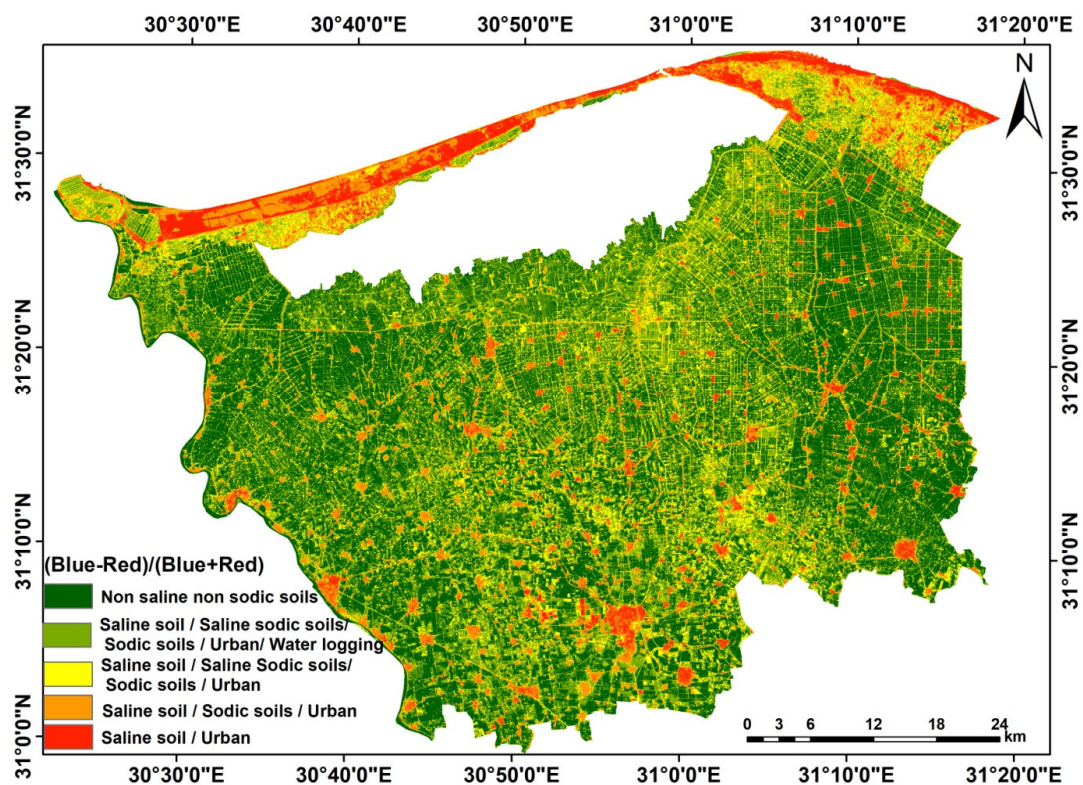 30°30'0"E 30°40'0"E 30°50'0"E 31°0'0"E 31°10'0"E 31°20'0"E
N
31°30'0"N 31°30'0"N
31°20'0"N 31°20'0"N
31°10'0"N 31°10'0"N
31°0'0"N 31°0'0"N
(Blue-Red)/(Blue+Red)
Non saline non sodic soils
Saline soil / Saline sodic soils/
Sodic soils / Urban/ Water logging
Saline soil / Saline Sodic soils/
Sodic soils / Urban
Saline soil / Sodic soils / Urban
Saline soil / Urban
0 3 6 12 18 24
km
30°30'0"E 30°40'0"E 30°50'0"E 31°0'0"E 31°10'0"E 31°20'0"E